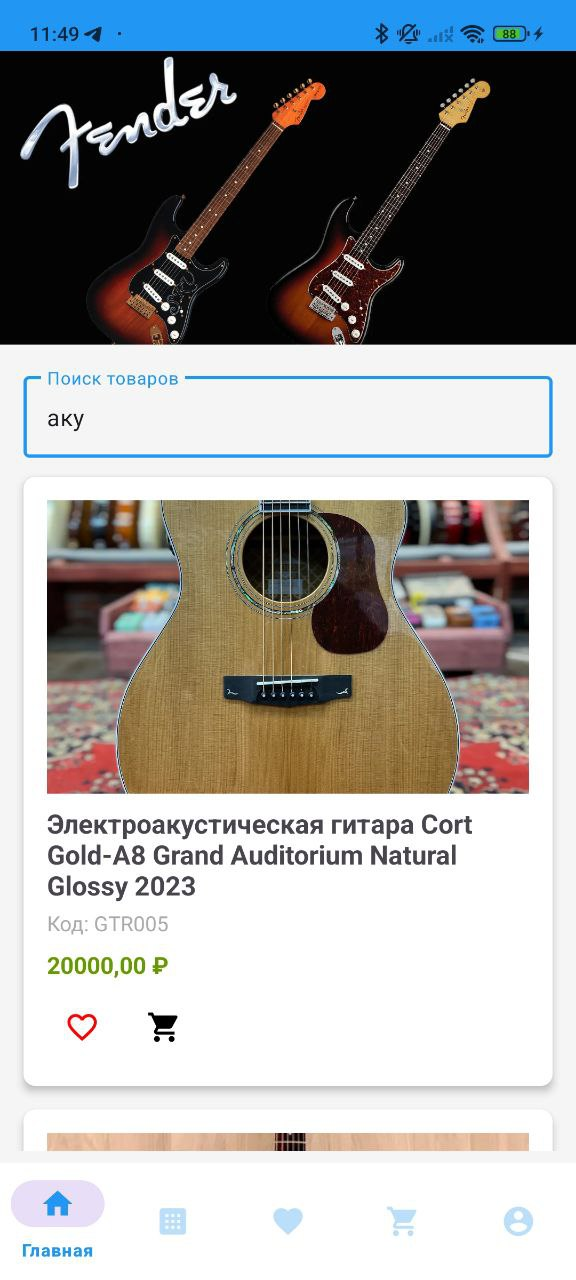 11:49
88
Fender
Поиск товаров
аку
Электроакустическая гитара Cort
Gold-A8 Grand Auditorium Natural
Glossy 2023
Код: GTR005
20000,00 ₽
Главная